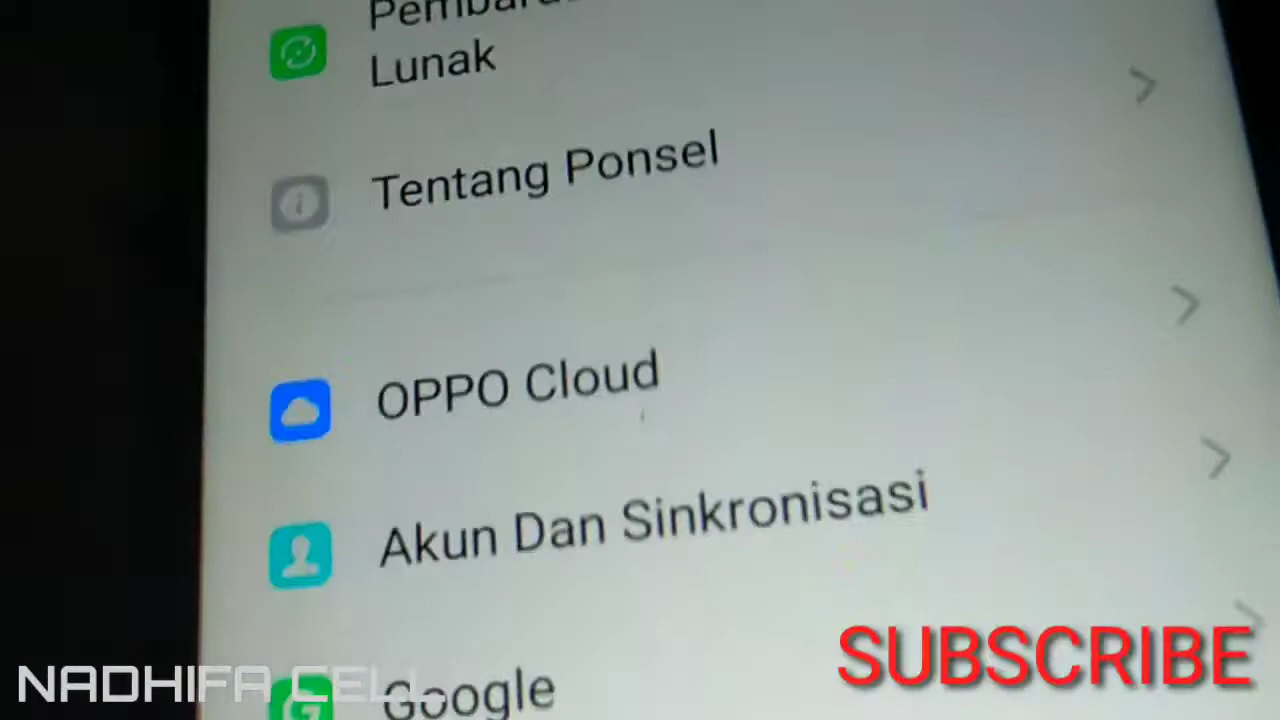 Lunak
Tentang Ponsel
OPPO Cloud
Akun Dan Sinkronisasi
Google
SUBSCRIBE
NADHIFA CELL